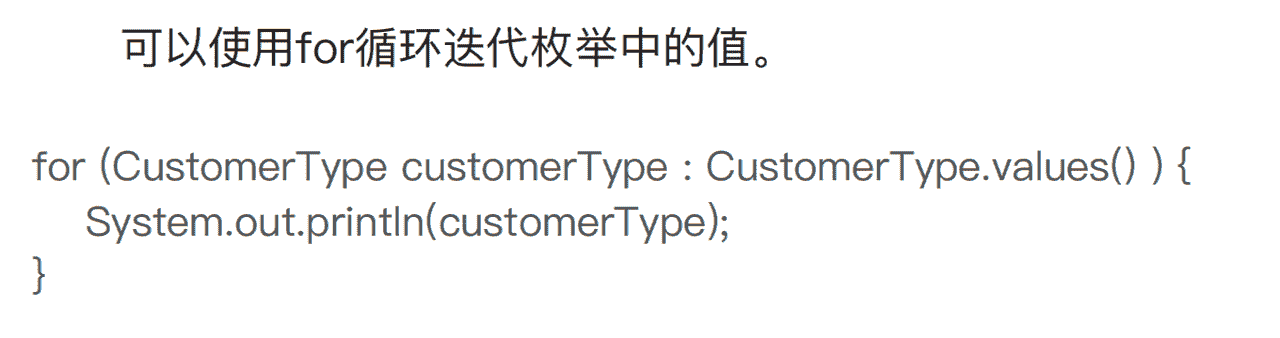 可以使用for循环迭代枚举中的值。
for (CustomerType customerType : CustomerType.values() ) {
System.out.println(customerType);
}